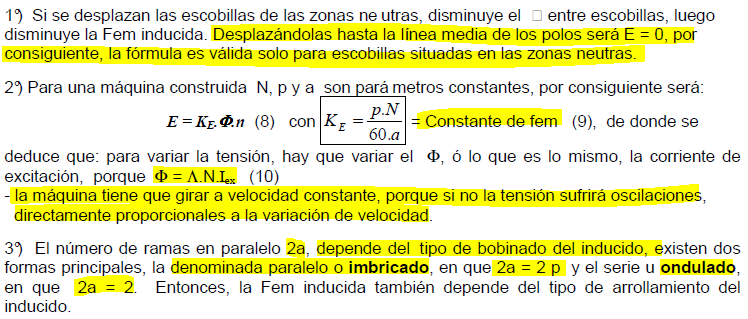 1º) Si se desplazan las escobillas de las zonas ne utras, disminuye el □ entre escobillas, luego
disminuye la Fem inducida. Desplazándolas hasta la línea media de los polos será E = 0, por
consiguiente, la fórmula es válida solo para escobillas situadas en las zonas neutras.
2º) Para una máquina construida N, p y a son pará metros constantes, por consiguiente será:
E = K_E.Φ.n (8) con K_E = p.N / 60.a = Constante de fem (9), de donde se
deduce que: para variar la tensión, hay que variar el Φ, ó lo que es lo mismo, la corriente de
excitación, porque Φ = Λ.N.I_ex (10)
- la máquina tiene que girar a velocidad constante, porque si no la tensión sufrirá oscilaciones,
directamente proporcionales a la variación de velocidad.
3º) El número de ramas en paralelo 2a, depende del tipo de bobinado del inducido, existen dos
formas principales, la denominada paralelo o imbricado, en que 2a = 2 p y el serie u ondulado,
en que 2a = 2. Entonces, la Fem inducida también depende del tipo de arrollamiento del
inducido.